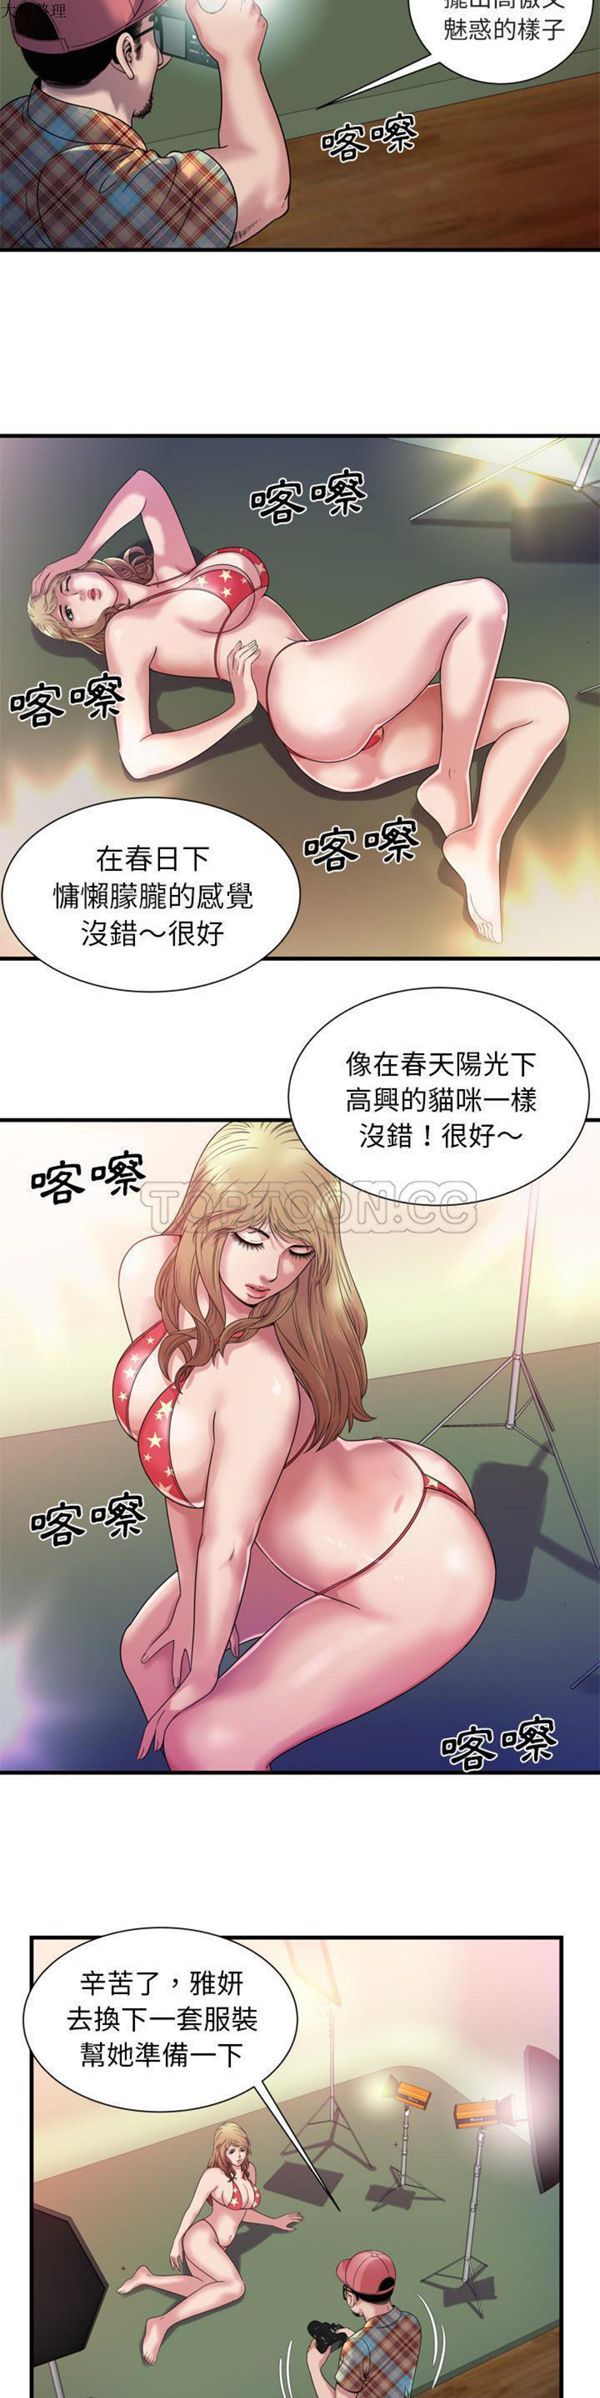 魅惑的樣子
喀嚓
喀嚓
喀嚓
喀嚓
在春日下
慵懶朦朧的感覺
沒錯～很好
像在春天陽光下
高興的貓咪一樣
沒錯！很好～
喀嚓
TOPTOON.CC
喀嚓
喀嚓
辛苦了，雅妍
去換下一套服裝
幫她準備一下